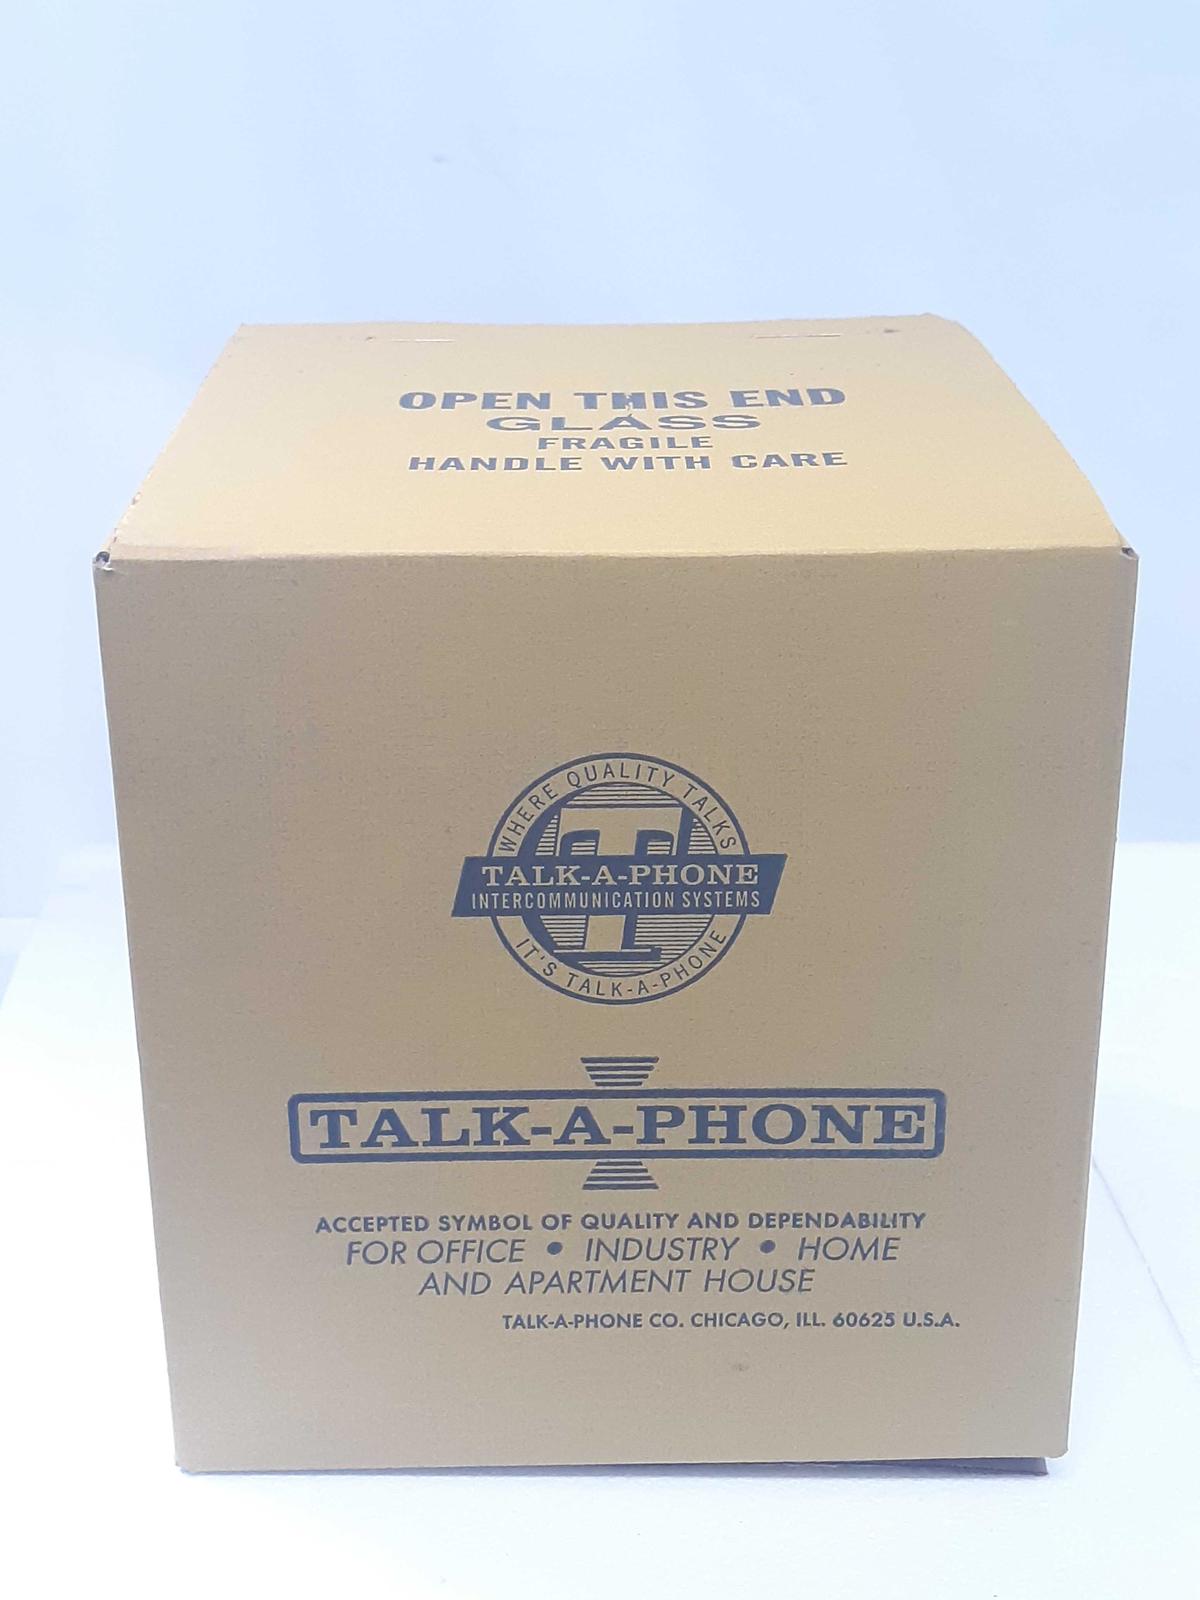 OPEN THIS END
GLASS
FRAGILE
HANDLE WITH CARE
WHERE QUALITY TALKS
T
TALK-A-PHONE
INTERCOMMUNICATION SYSTEMS
IT'S TALK-A-PHONE
TALK-A-PHONE
ACCEPTED SYMBOL OF QUALITY AND DEPENDABILITY
FOR OFFICE • INDUSTRY • HOME
AND APARTMENT HOUSE
TALK-A-PHONE CO. CHICAGO, ILL. 60625 U.S.A.